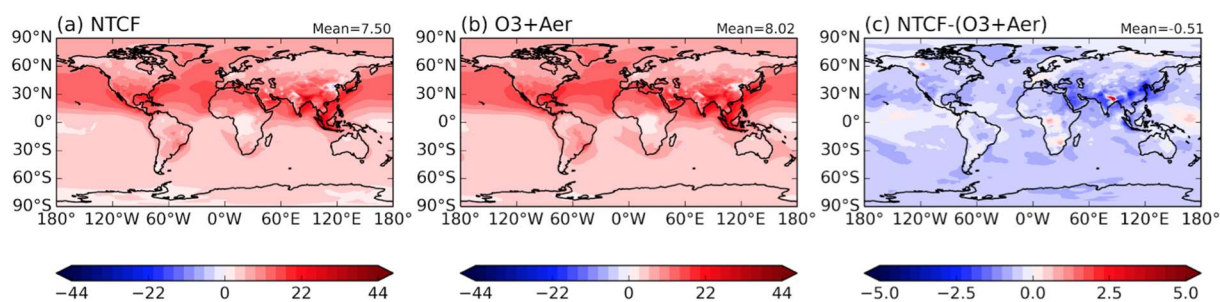 (a) NTCF Mean=7.50
(b) O3+Aer Mean=8.02
(c) NTCF-(O3+Aer) Mean=-0.51
90°N
60°N
30°N
0°
30°S
60°S
90°S
180° 120°W 60°W 0°W 60°E 120°E 180°
90°N
60°N
30°N
0°
30°S
60°S
90°S
180° 120°W 60°W 0°W 60°E 120°E 180°
90°N
60°N
30°N
0°
30°S
60°S
90°S
180° 120°W 60°W 0°W 60°E 120°E 180°
−44 −22 0 22 44
−44 −22 0 22 44
−5.0 −2.5 0.0 2.5 5.0